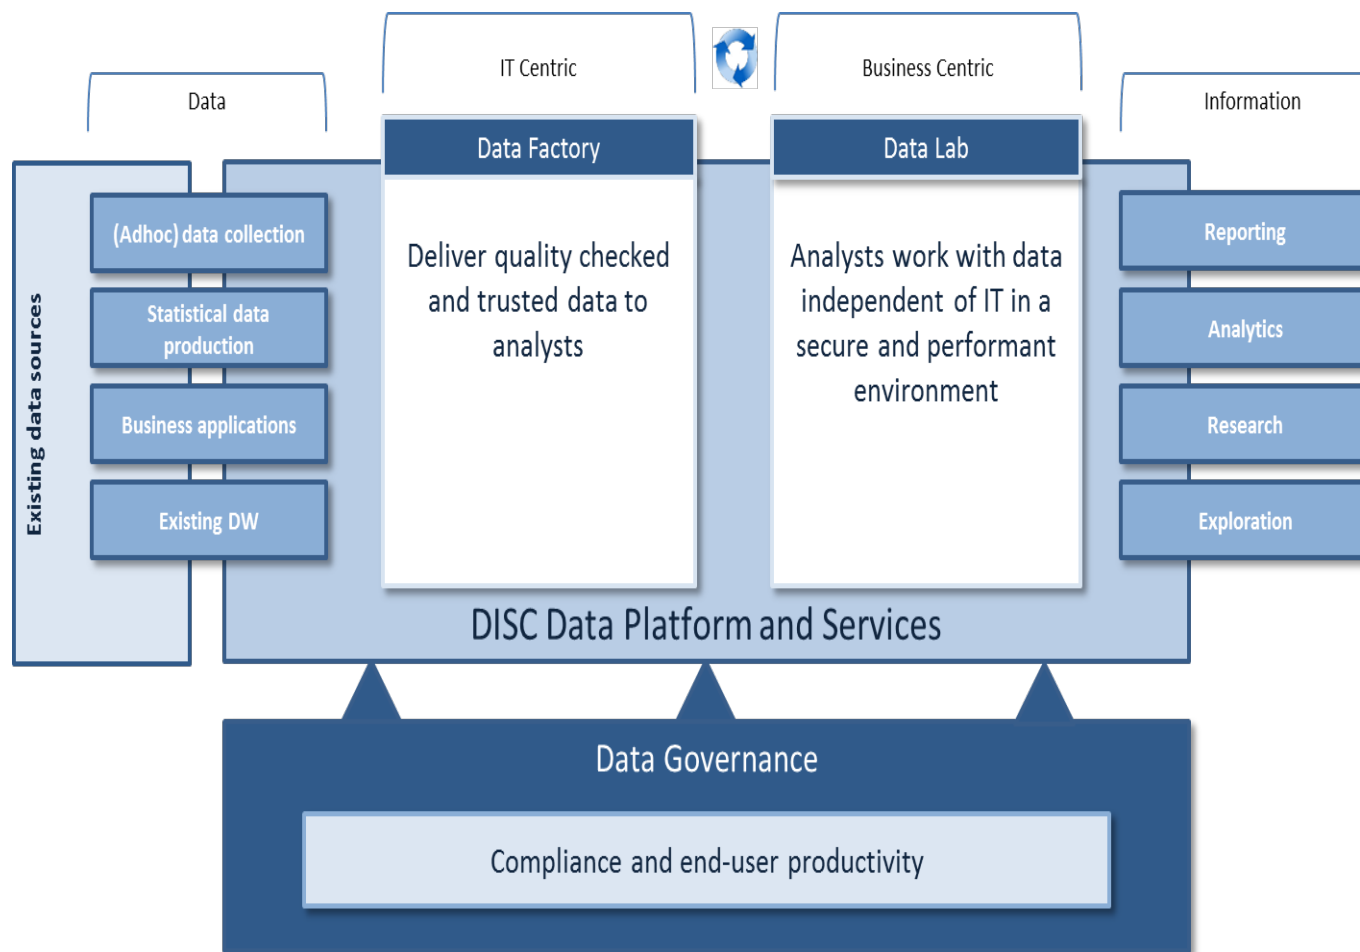 IT Centric
Business Centric
Data
Information
Data Factory
Data Lab
Existing data sources
(Adhoc) data collection
Statistical data
production
Business applications
Existing DW
Deliver quality checked
and trusted data to
analysts
Analysts work with data
independent of IT in a
secure and performant
environment
Reporting
Analytics
Research
Exploration
DISC Data Platform and Services
Data Governance
Compliance and end-user productivity